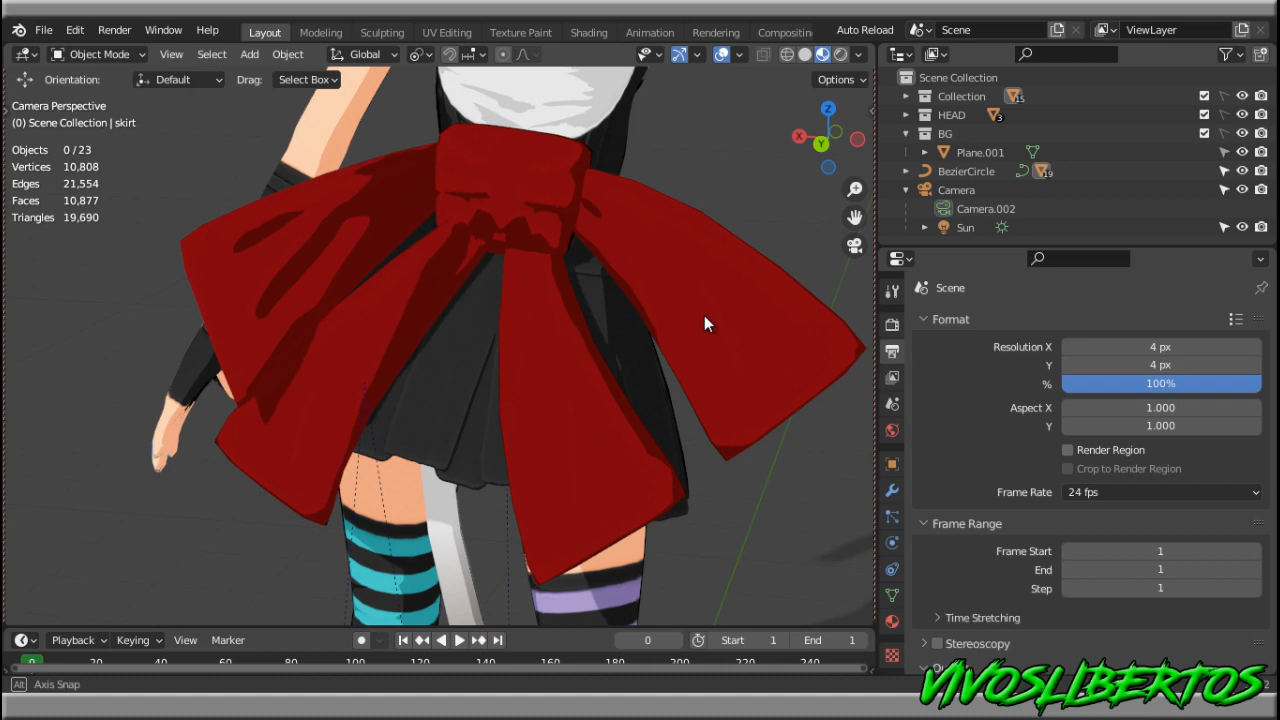 File Edit Render Window Help Layout Modeling Sculpting UV Editing Texture Paint Shading Animation Rendering Compositin Auto Reload Scene ViewLayer
Object Mode View Select Add Object Global
Orientation: Default Drag: Select Box Options
Camera Perspective
(0) Scene Collection | skirt
Objects 0 / 23
Vertices 10,808
Edges 21,554
Faces 10,877
Triangles 19,690
Z
X
Y
Scene Collection
Collection 15
HEAD 3
BG
Plane.001
BezierCircle 19
Camera
Camera.002
Sun
Scene
Format
Resolution X 4 px
Y 4 px
% 100%
Aspect X 1.000
Y 1.000
Render Region
Crop to Render Region
Frame Rate 24 fps
Frame Range
Frame Start 1
End 1
Step 1
Time Stretching
Stereoscopy
Playback Keying View Marker 0 Start 1 End 1
0 20 40 60 80 100 120 140 160 180 200 220 240
Alt Axis Snap
VIVOSLIBERTOS